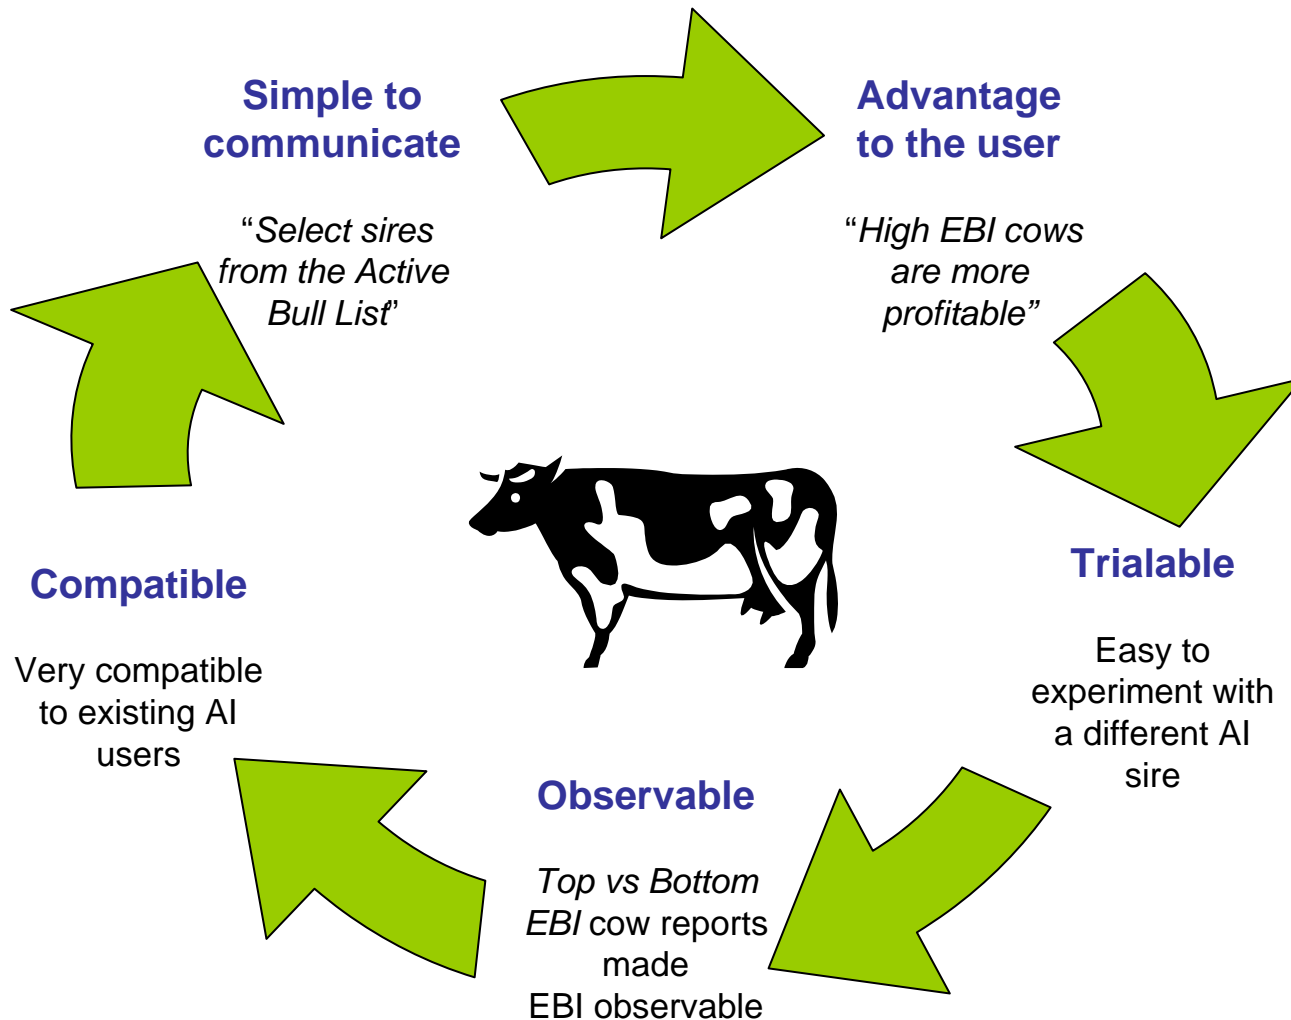 Simple to
communicate
“Select sires
from the Active
Bull List”
Advantage
to the user
“High EBI cows
are more
profitable”
Trialable
Easy to
experiment with
a different AI
sire
Observable
Top vs Bottom
EBI cow reports
made
EBI observable
Compatible
Very compatible
to existing AI
users